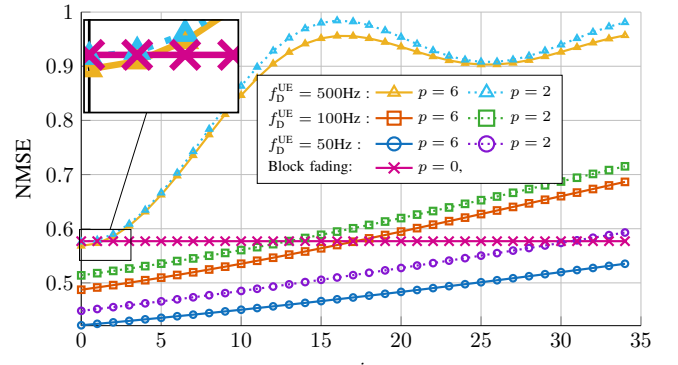 1
0.9
0.8
0.7
0.6
0.5
NMSE
f_D^UE = 500Hz : p = 6 p = 2
f_D^UE = 100Hz : p = 6 p = 2
f_D^UE = 50Hz : p = 6 p = 2
Block fading: p = 0,
0 5 10 15 20 25 30 35